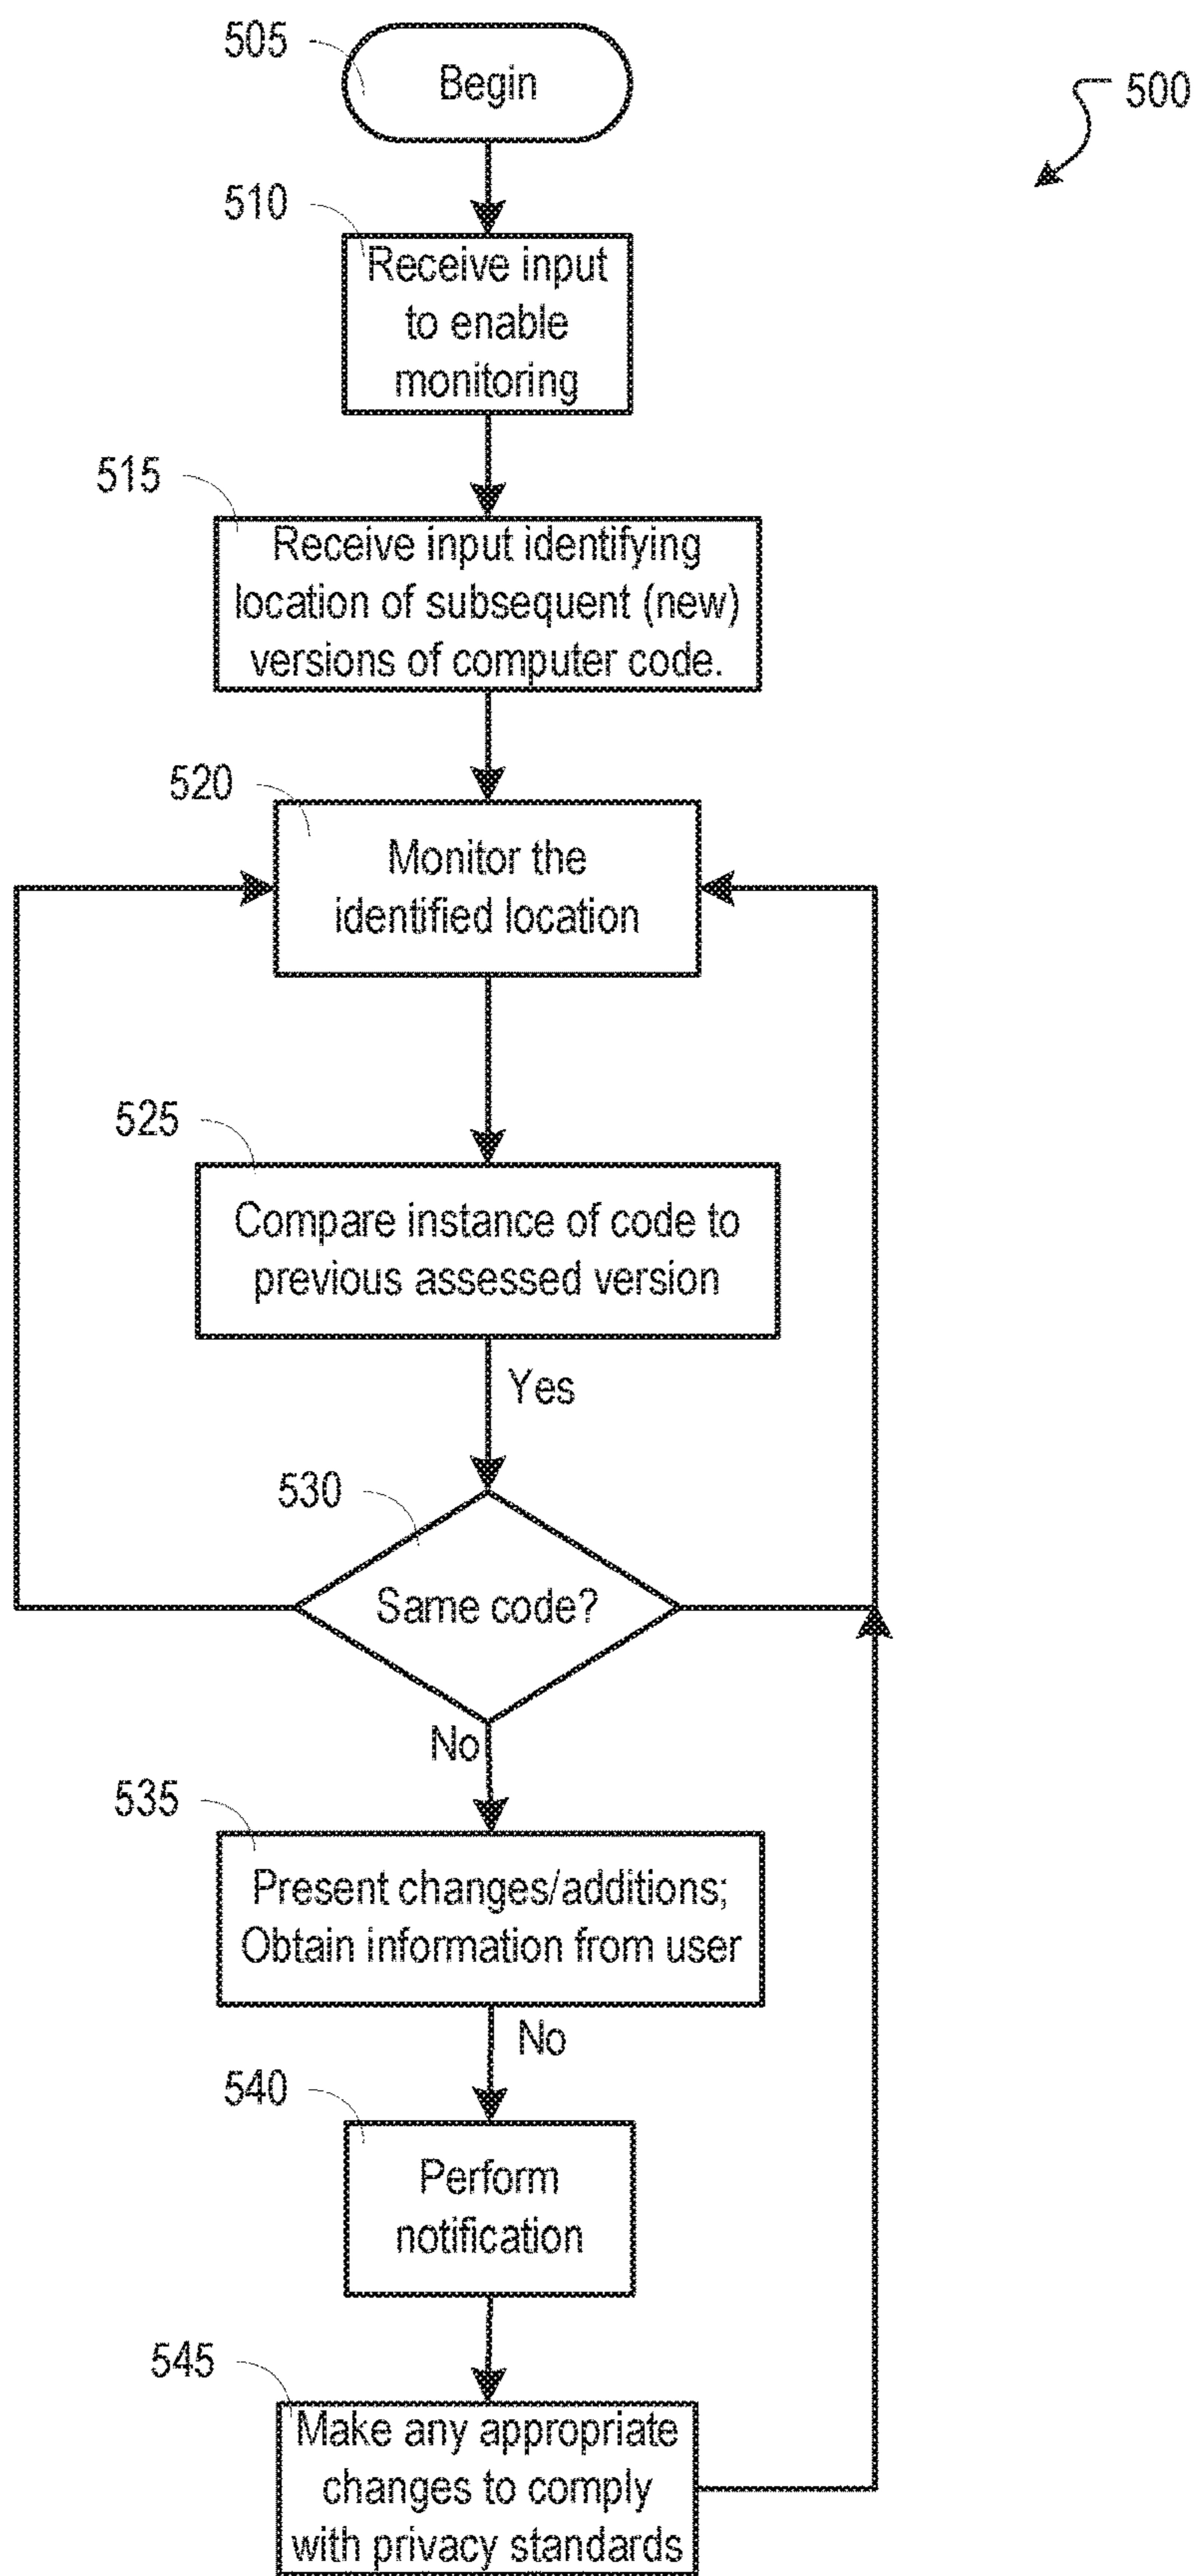 505
Begin
500
510
Receive input
to enable
monitoring
515
Receive input identifying
location of subsequent (new)
versions of computer code.
520
Monitor the
identified location
525
Compare instance of code to
previous assessed version
Yes
530
Same code?
No
535
Present changes/additions;
Obtain information from user
No
540
Perform
notification
545
Make any appropriate
changes to comply
with privacy standards